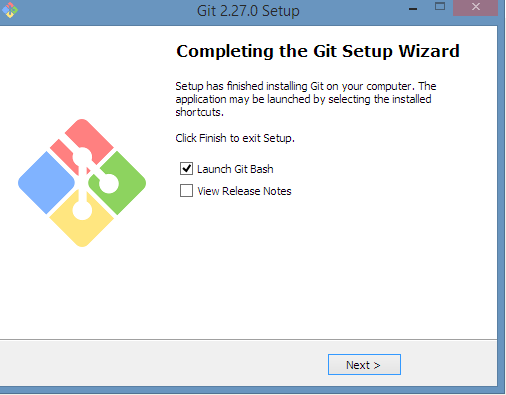 Git 2.27.0 Setup
Completing the Git Setup Wizard
Setup has finished installing Git on your computer. The
application may be launched by selecting the installed
shortcuts.
Click Finish to exit Setup.
Launch Git Bash
View Release Notes
Next >